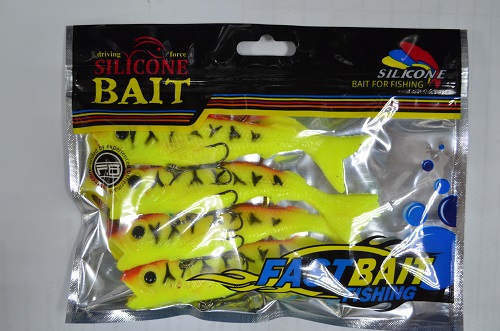 driving force
SILICONE
BAIT
SILICONE
BAIT FOR FISHING
FASTBAIT
FISHING